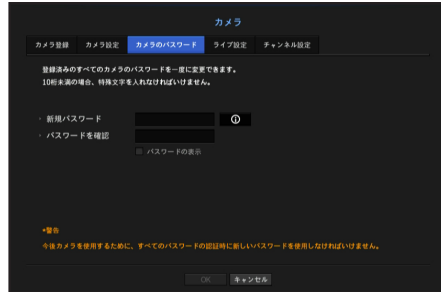 カメラ
カメラ登録 カメラ設定 カメラのパスワード ライブ設定 チャンネル設定
登録済みのすべてのカメラのパスワードを一度に変更できます。
10桁未満の場合、特殊文字を入れなければいけません。
新規パスワード
パスワードを確認
パスワードの表示
*警告
今後カメラを使用するために、すべてのパスワードの認証時に新しいパスワードを使用しなければいけません。
OK キャンセル